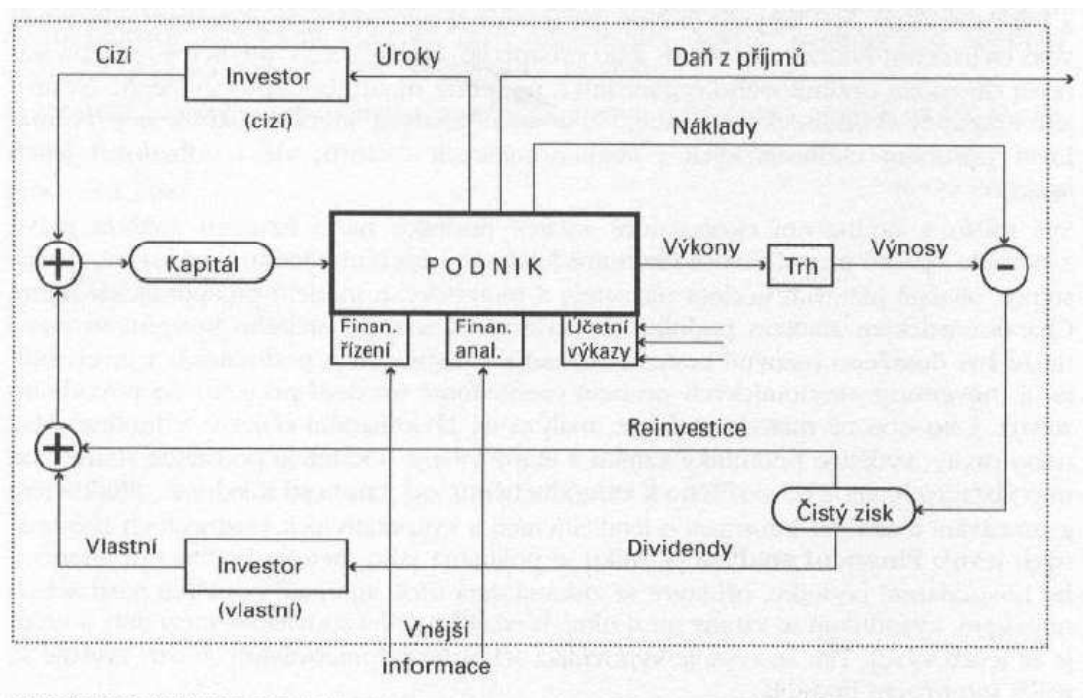 Cizí
Investor
(cizí)
Úroky
Daň z příjmů
Náklady
+
Kapitál
PODNIK
Výkony
Trh
Výnosy
-
Finan.
řízení
Finan.
anal.
Účetní
výkazy
Reinvestice
+
Čistý zisk
Vlastní
Investor
(vlastní)
Dividendy
Vnější
informace